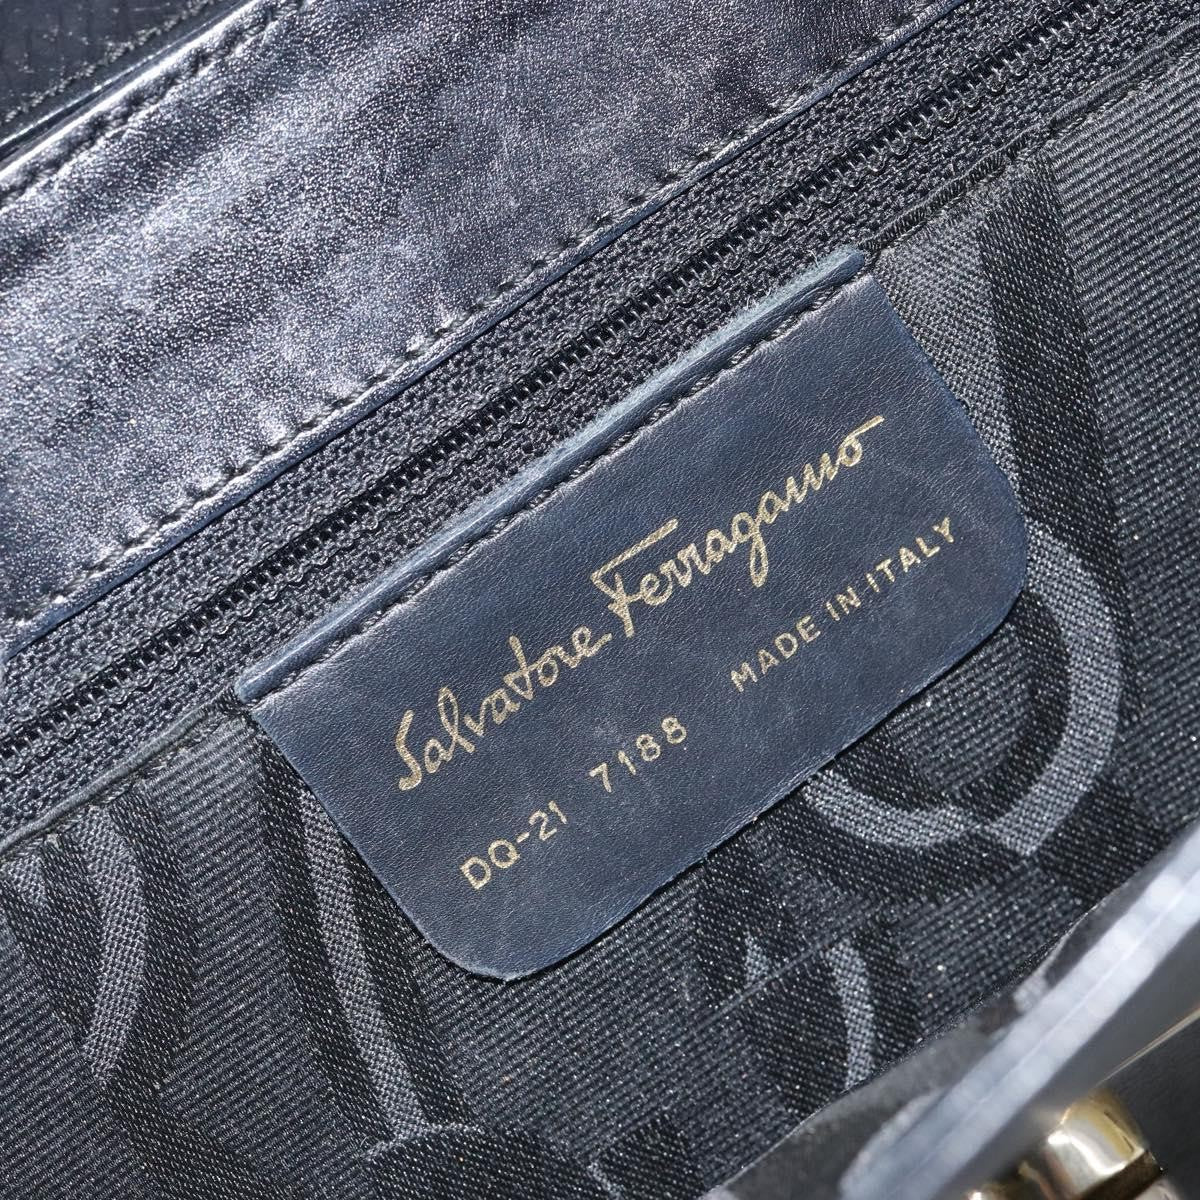 Salvatore Ferragamo
DQ-21 7188 MADE IN ITALY